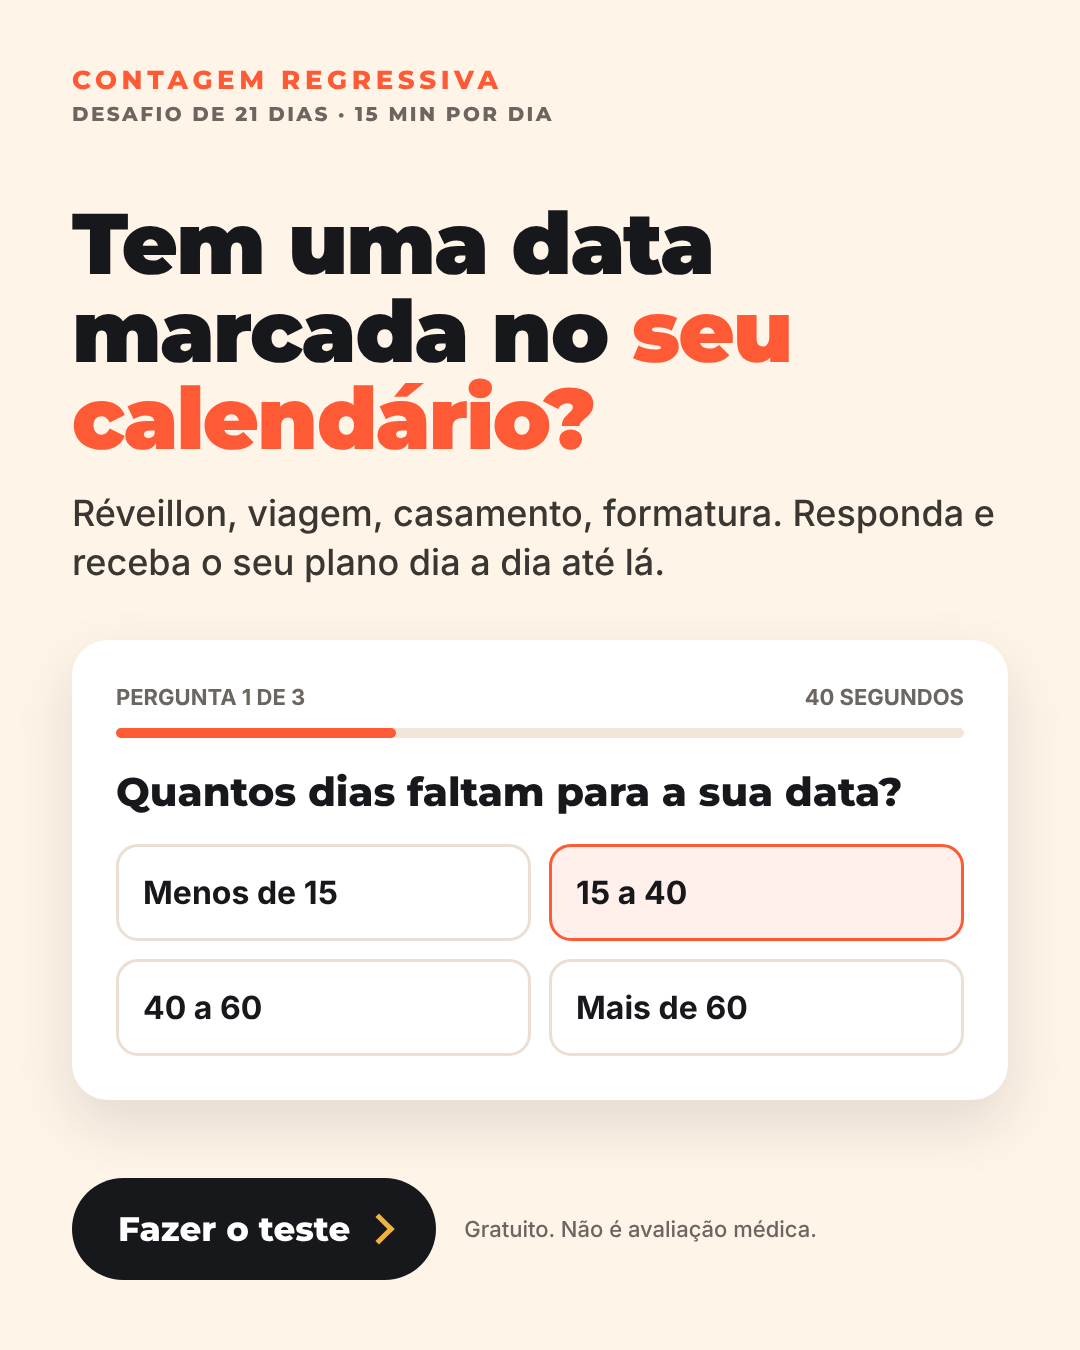 CONTAGEM REGRESSIVA
DESAFIO DE 21 DIAS · 15 MIN POR DIA
Tem uma data
marcada no seu
calendário?
Réveillon, viagem, casamento, formatura. Responda e
receba o seu plano dia a dia até lá.
PERGUNTA 1 DE 3
40 SEGUNDOS
Quantos dias faltam para a sua data?
Menos de 15
15 a 40
40 a 60
Mais de 60
Fazer o teste
Gratuito. Não é avaliação médica.